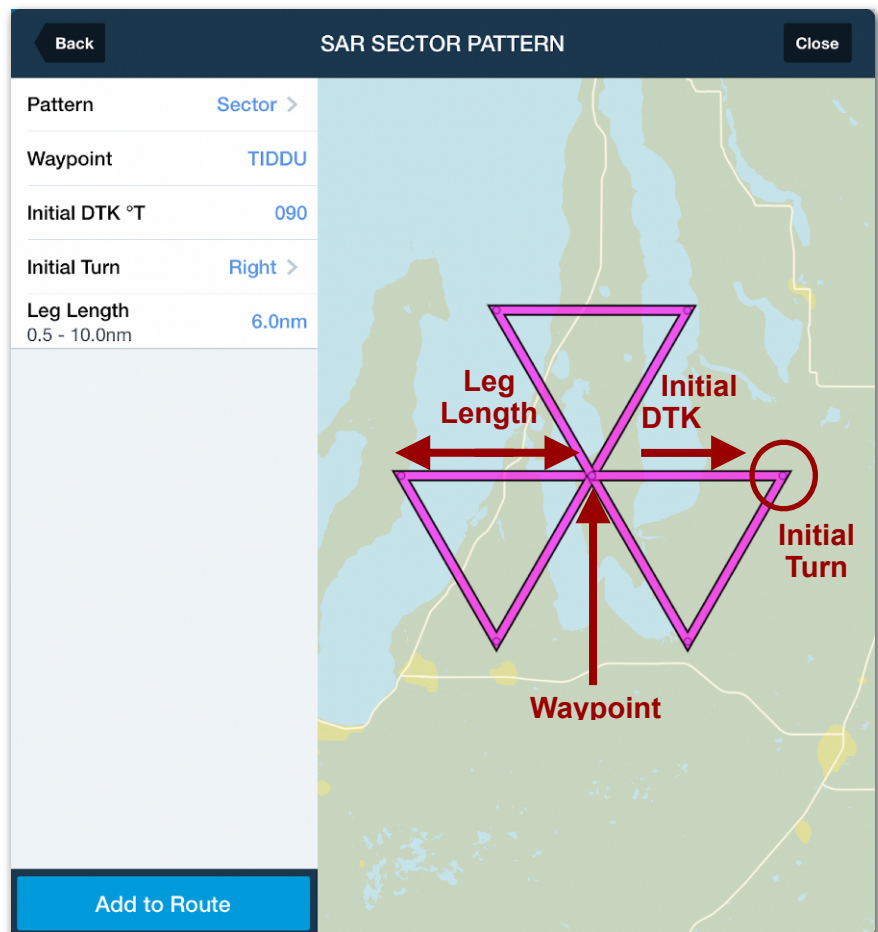 Back
SAR SECTOR PATTERN
Close
Pattern
Sector
Waypoint
TIDDU
Initial DTK °T
090
Initial Turn
Right
Leg Length
0.5 - 10.0nm
6.0nm
Leg
Length
Initial
DTK
Initial
Turn
Waypoint
Add to Route